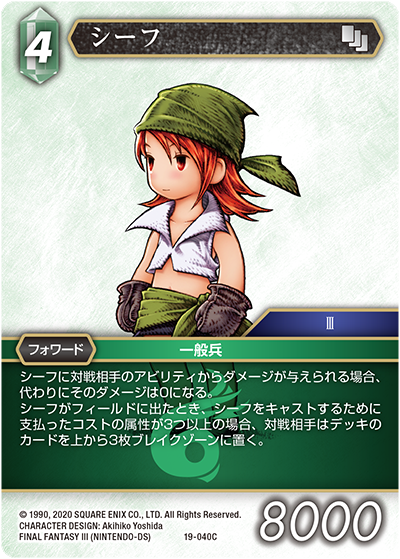 4
シーフ
III
フォワード
一般兵
シーフに対戦相手のアビリティからダメージが与えられる場合、
代わりにそのダメージは0になる。
シーフがフィールドに出たとき、シーフをキャストするために
支払ったコストの属性が3つ以上の場合、対戦相手はデッキの
カードを上から3枚ブレイクゾーンに置く。
© 1990, 2020 SQUARE ENIX CO., LTD. All Rights Reserved.
CHARACTER DESIGN: Akihiko Yoshida
FINAL FANTASY III (NINTENDO-DS)
19-040C
8000